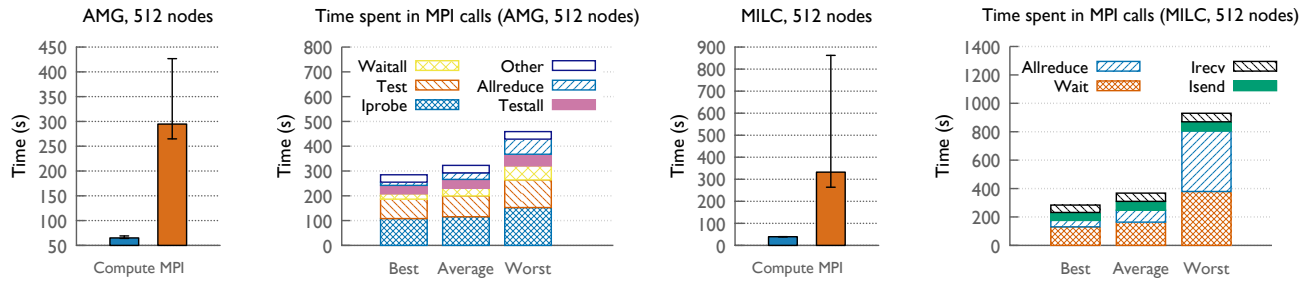 AMG, 512 nodes
Time (s)
450
400
350
300
250
200
150
100
50
Compute MPI
Time spent in MPI calls (AMG, 512 nodes)
Time (s)
800
700
600
500
400
300
200
100
0
Waitall
Test
Iprobe
Other
Allreduce
Testall
Best Average Worst
MILC, 512 nodes
Time (s)
900
800
700
600
500
400
300
200
100
0
Compute MPI
Time spent in MPI calls (MILC, 512 nodes)
Time (s)
1400
1200
1000
800
600
400
200
0
Allreduce
Wait
Irecv
Isend
Best Average Worst